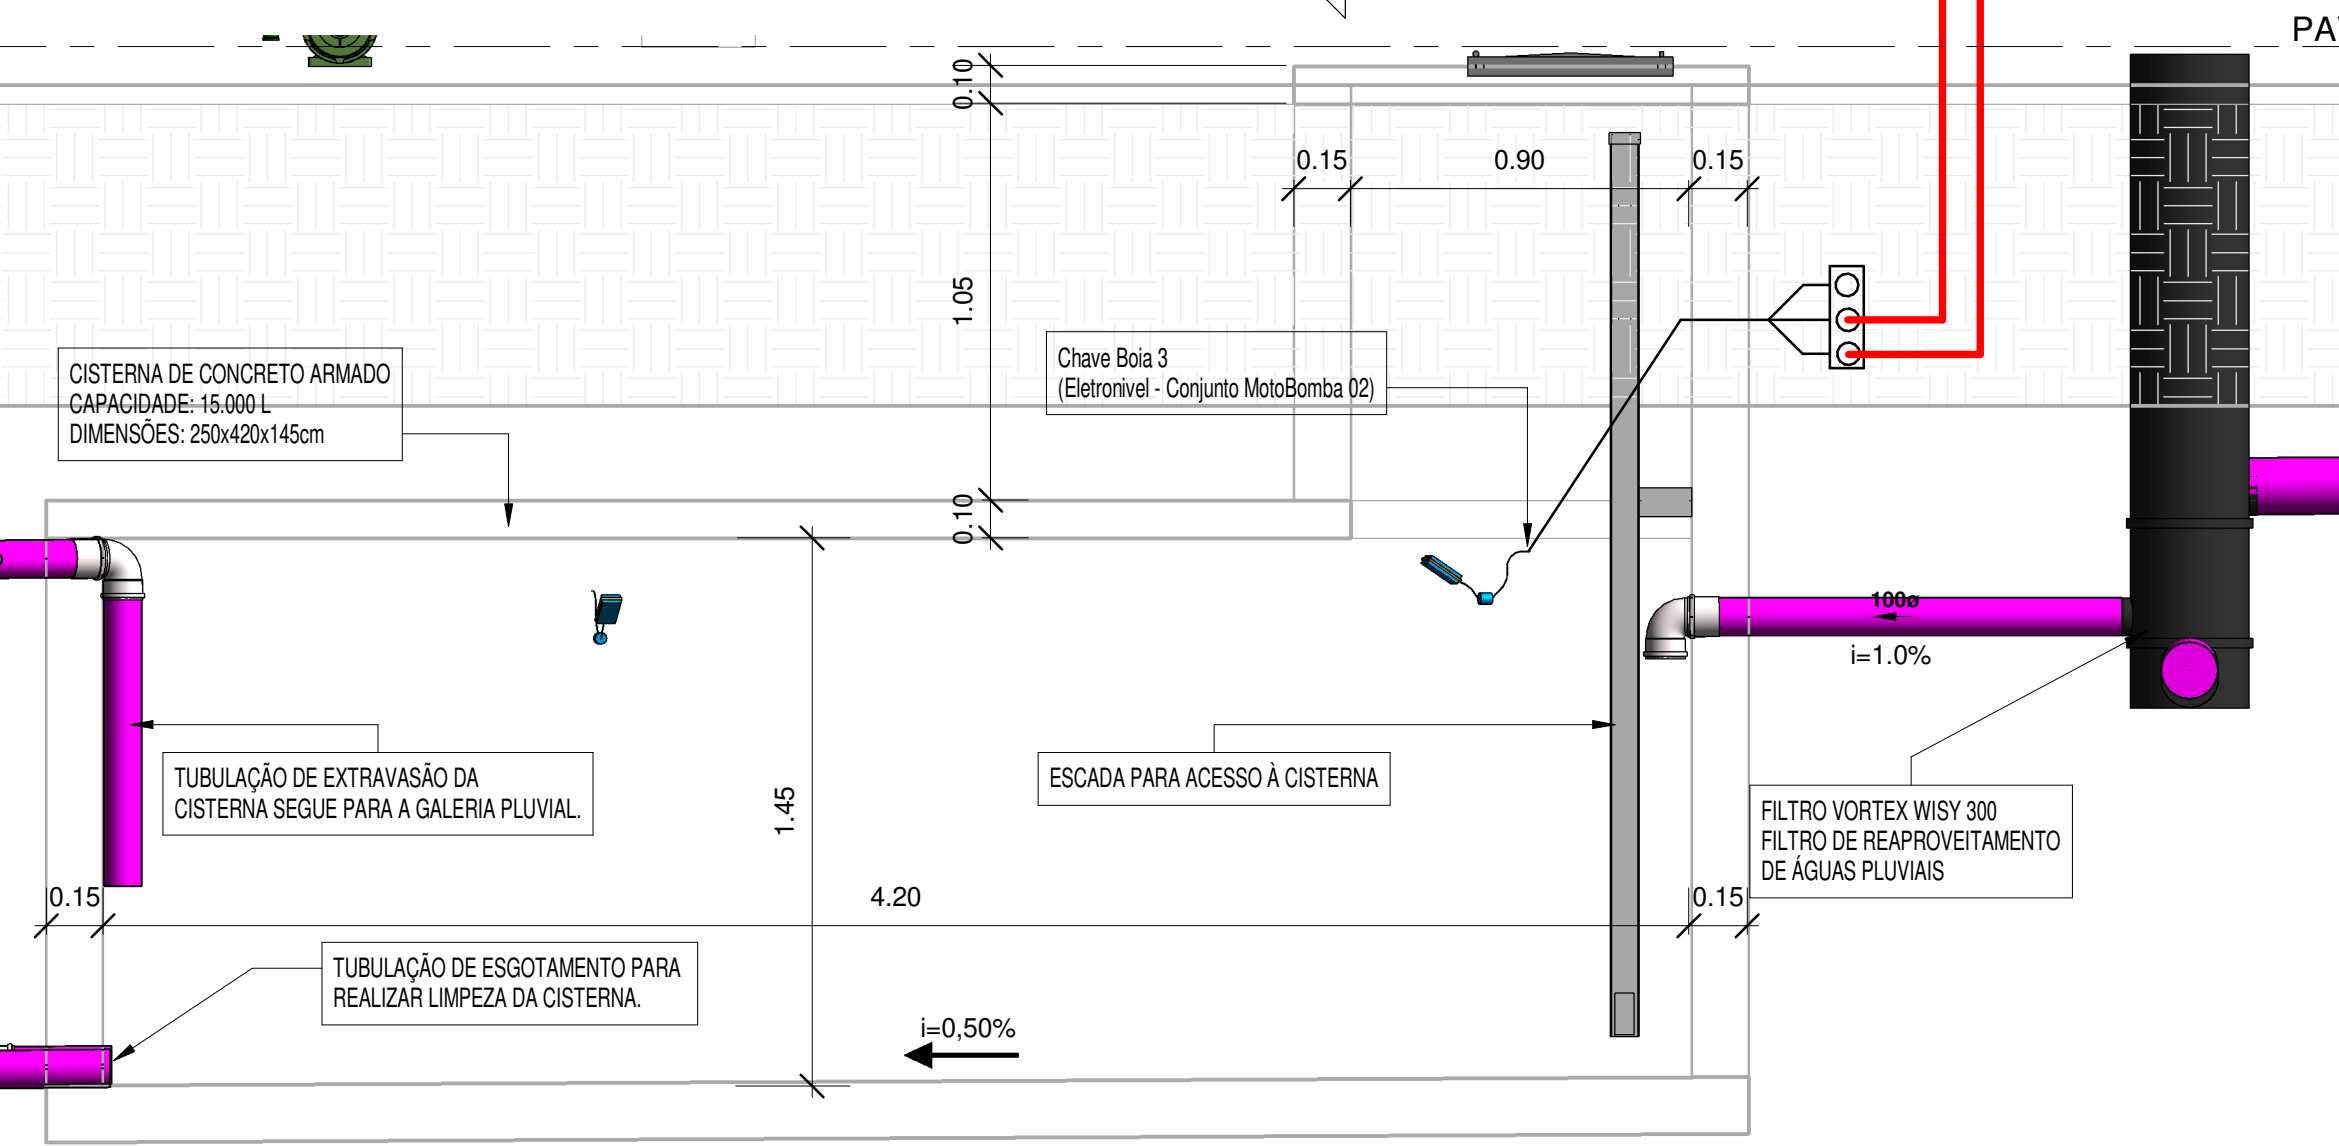 PAV
0.10
0.15
0.90
0.15
1.05
Chave Boia 3
(Eletronivel - Conjunto MotoBomba 02)
CISTERNA DE CONCRETO ARMADO
CAPACIDADE: 15.000 L
DIMENSÕES: 250x420x145cm
0.10
100ø
i=1.0%
TUBULAÇÃO DE EXTRAVASÃO DA
CISTERNA SEGUE PARA A GALERIA PLUVIAL.
1.45
ESCADA PARA ACESSO À CISTERNA
FILTRO VORTEX WISY 300
FILTRO DE REAPROVEITAMENTO
DE ÁGUAS PLUVIAIS
0.15
4.20
0.15
TUBULAÇÃO DE ESGOTAMENTO PARA
REALIZAR LIMPEZA DA CISTERNA.
i=0,50%